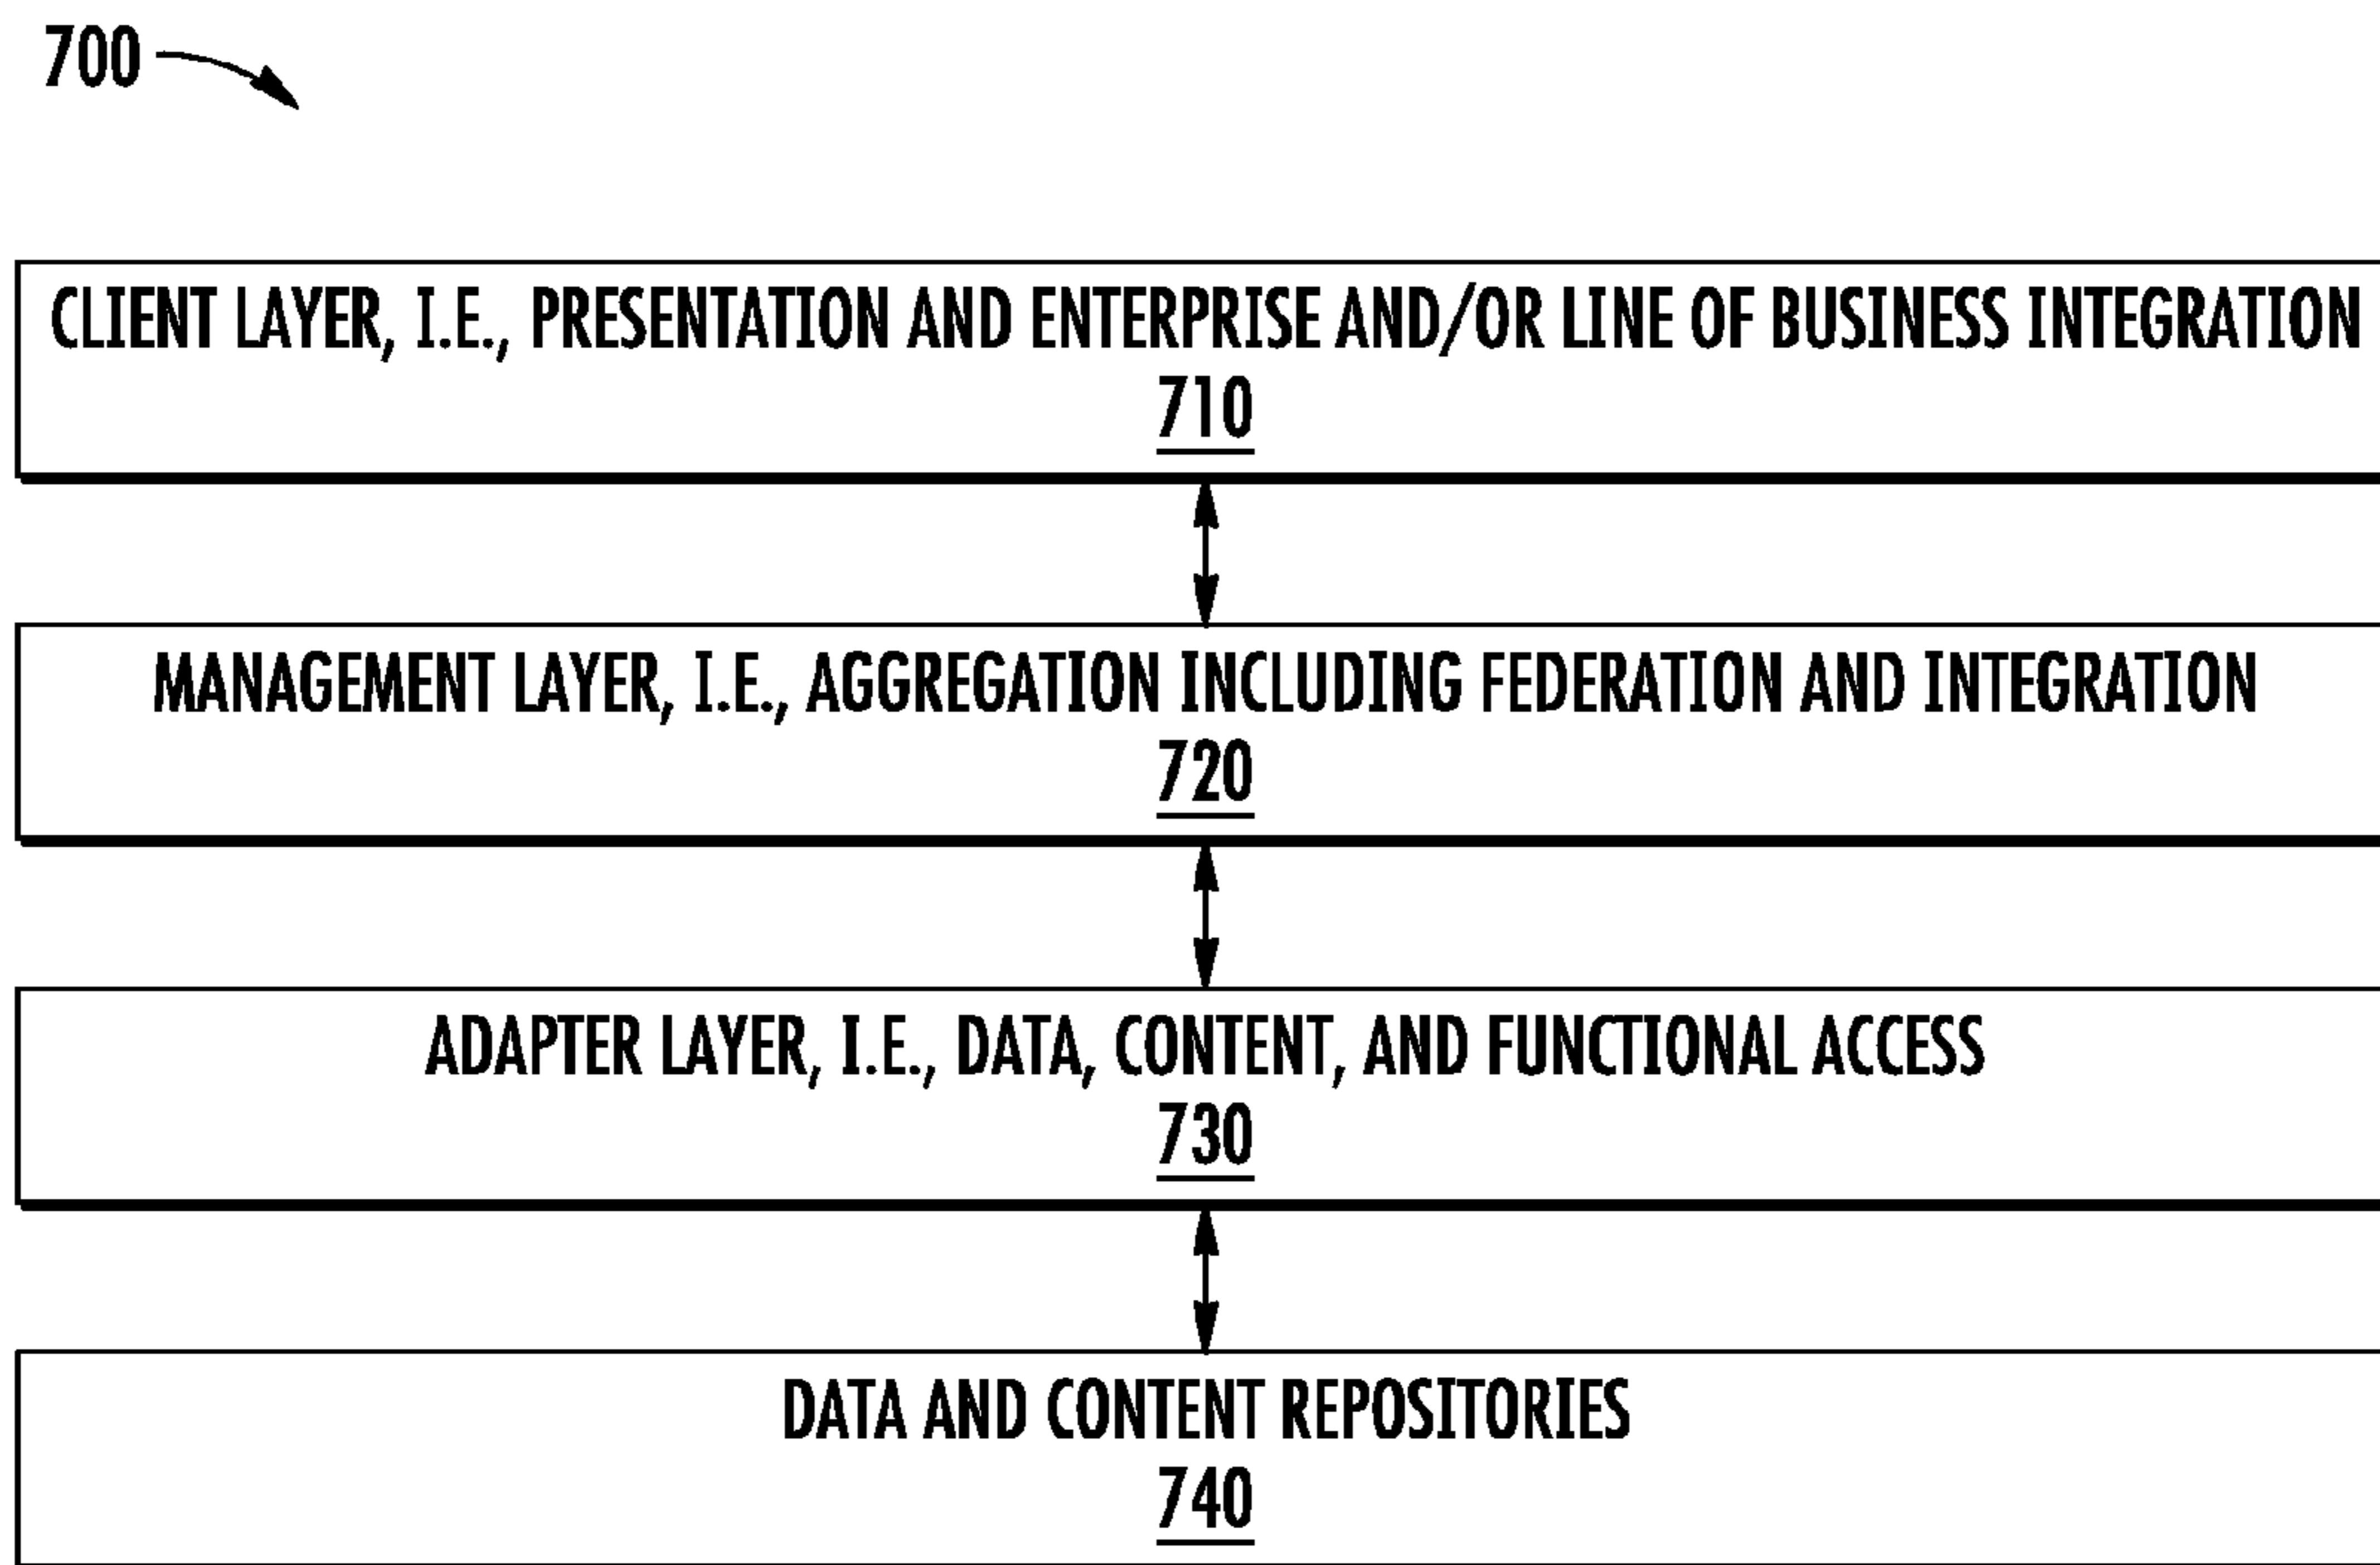 700
CLIENT LAYER, I.E., PRESENTATION AND ENTERPRISE AND/OR LINE OF BUSINESS INTEGRATION
710
MANAGEMENT LAYER, I.E., AGGREGATION INCLUDING FEDERATION AND INTEGRATION
720
ADAPTER LAYER, I.E., DATA, CONTENT, AND FUNCTIONAL ACCESS
730
DATA AND CONTENT REPOSITORIES
740